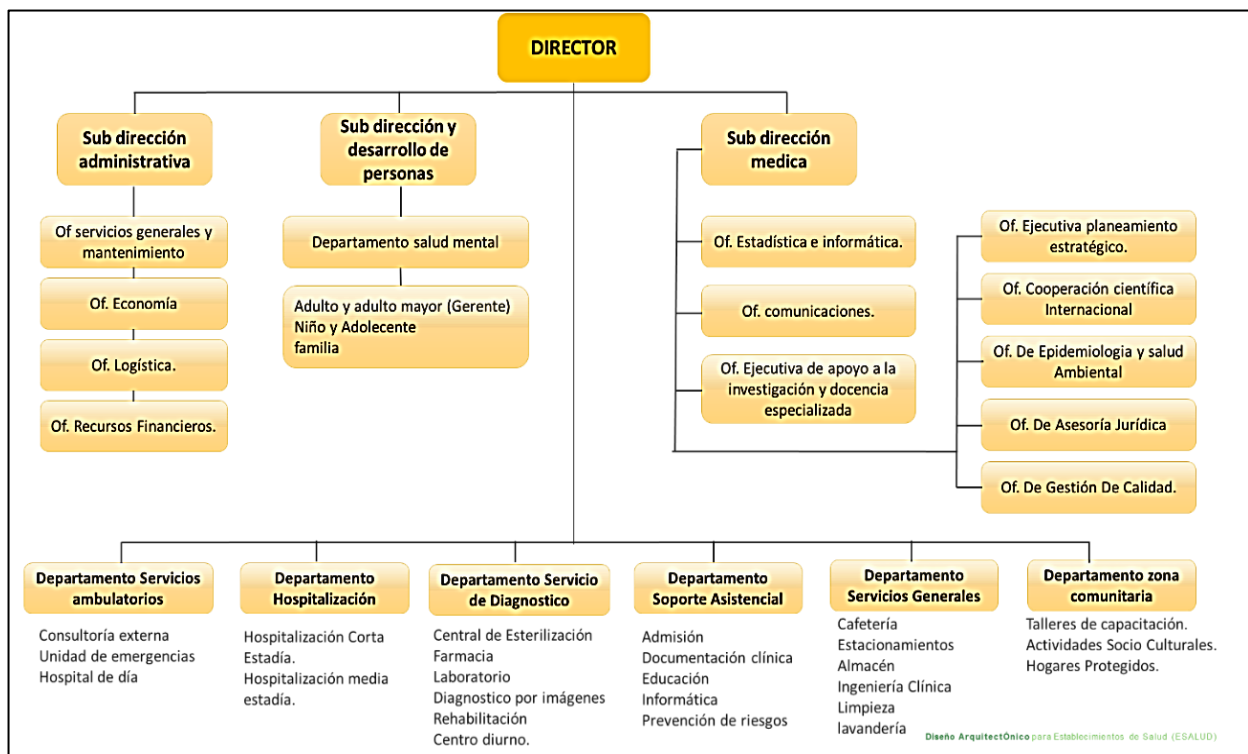 DIRECTOR
Sub dirección
administrativa
Sub dirección y
desarrollo de
personas
Sub dirección
medica
Of servicios generales y
mantenimiento
Of. Economía
Of. Logística.
Of. Recursos Financieros.
Departamento salud mental
Adulto y adulto mayor (Gerente)
Niño y Adolecente
familia
Of. Estadística e informática.
Of. comunicaciones.
Of. Ejecutiva de apoyo a la
investigación y docencia
especializada
Of. Ejecutiva planeamiento
estratégico.
Of. Cooperación científica
Internacional
Of. De Epidemiologia y salud
Ambiental
Of. De Asesoría Jurídica
Of. De Gestión De Calidad.
Departamento Servicios
ambulatorios
Consultoría externa
Unidad de emergencias
Hospital de día
Departamento
Hospitalización
Hospitalización Corta
Estadía.
Hospitalización media
estadía.
Departamento Servicio
de Diagnostico
Central de Esterilización
Farmacia
Laboratorio
Diagnostico por imágenes
Rehabilitación
Centro diurno.
Departamento
Soporte Asistencial
Admisión
Documentación clínica
Educación
Informática
Prevención de riesgos
Departamento
Servicios Generales
Cafetería
Estacionamientos
Almacén
Ingeniería Clínica
Limpieza
lavandería
Departamento zona
comunitaria
Talleres de capacitación.
Actividades Socio Culturales.
Hogares Protegidos.
Diseño ArquitectÓnico para Establecimientos de Salud (ESALUD)